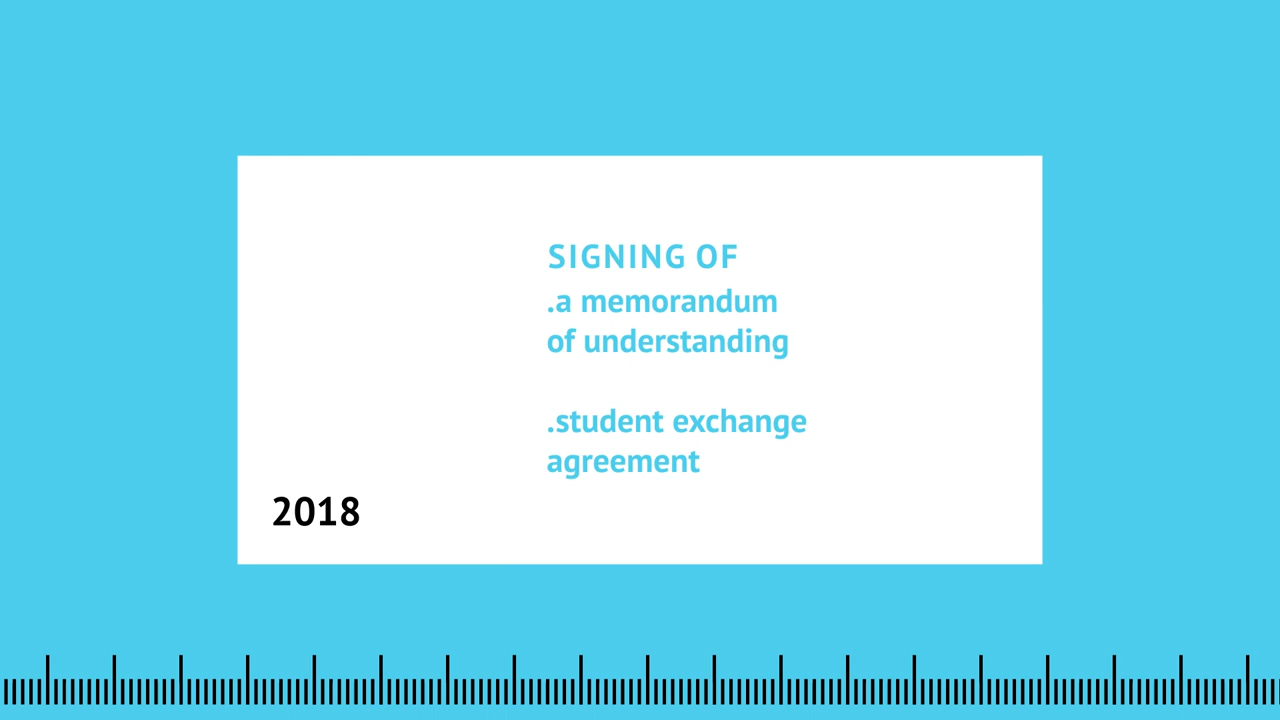 SIGNING OF
.a memorandum
of understanding
.student exchange
agreement
2018